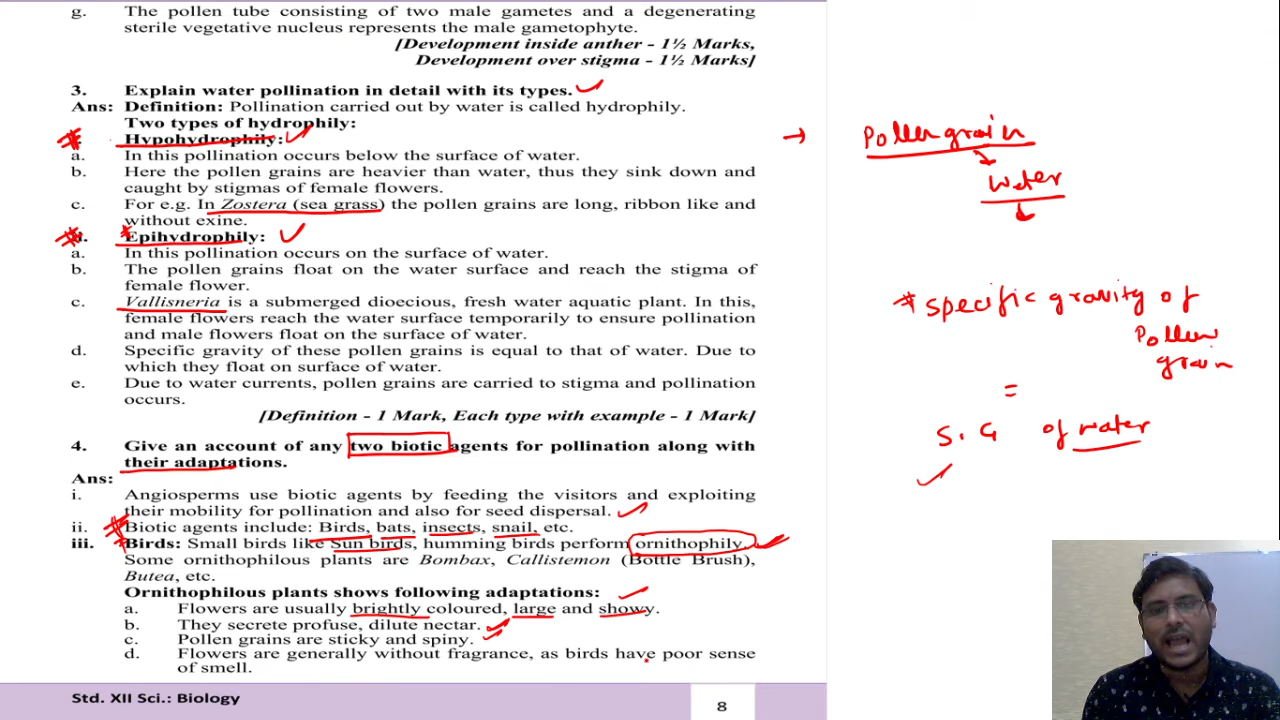 g. The pollen tube consisting of two male gametes and a degenerating
sterile vegetative nucleus represents the male gametophyte.
[Development inside anther - 1½ Marks,
Development over stigma - 1½ Marks]
3. Explain water pollination in detail with its types.
Ans: Definition: Pollination carried out by water is called hydrophily.
Two types of hydrophily:
Hypohydrophily:
a. In this pollination occurs below the surface of water.
b. Here the pollen grains are heavier than water, thus they sink down and
caught by stigmas of female flowers.
c. For e.g. In Zostera (sea grass) the pollen grains are long, ribbon like and
without exine.
Epihydrophily:
a. In this pollination occurs on the surface of water.
b. The pollen grains float on the water surface and reach the stigma of
female flower.
c. Vallisneria is a submerged dioecious, fresh water aquatic plant. In this,
female flowers reach the water surface temporarily to ensure pollination
and male flowers float on the surface of water.
d. Specific gravity of these pollen grains is equal to that of water. Due to
which they float on surface of water.
e. Due to water currents, pollen grains are carried to stigma and pollination
occurs.
[Definition - 1 Mark, Each type with example - 1 Mark]
4. Give an account of any two biotic agents for pollination along with
their adaptations.
Ans:
i. Angiosperms use biotic agents by feeding the visitors and exploiting
their mobility for pollination and also for seed dispersal.
ii. Biotic agents include: Birds, bats, insects, snail, etc.
iii. Birds: Small birds like Sun birds, humming birds perform ornithophily.
Some ornithophilous plants are Bombax, Callistemon (Bottle Brush),
Butea, etc.
Ornithophilous plants shows following adaptations:
a. Flowers are usually brightly coloured, large and showy.
b. They secrete profuse, dilute nectar.
c. Pollen grains are sticky and spiny.
d. Flowers are generally without fragrance, as birds have poor sense
of smell.
Std. XII Sci.: Biology
8
→ Pollen grain
Water
* specific gravity of
Pollen
grain
=
S. G of water